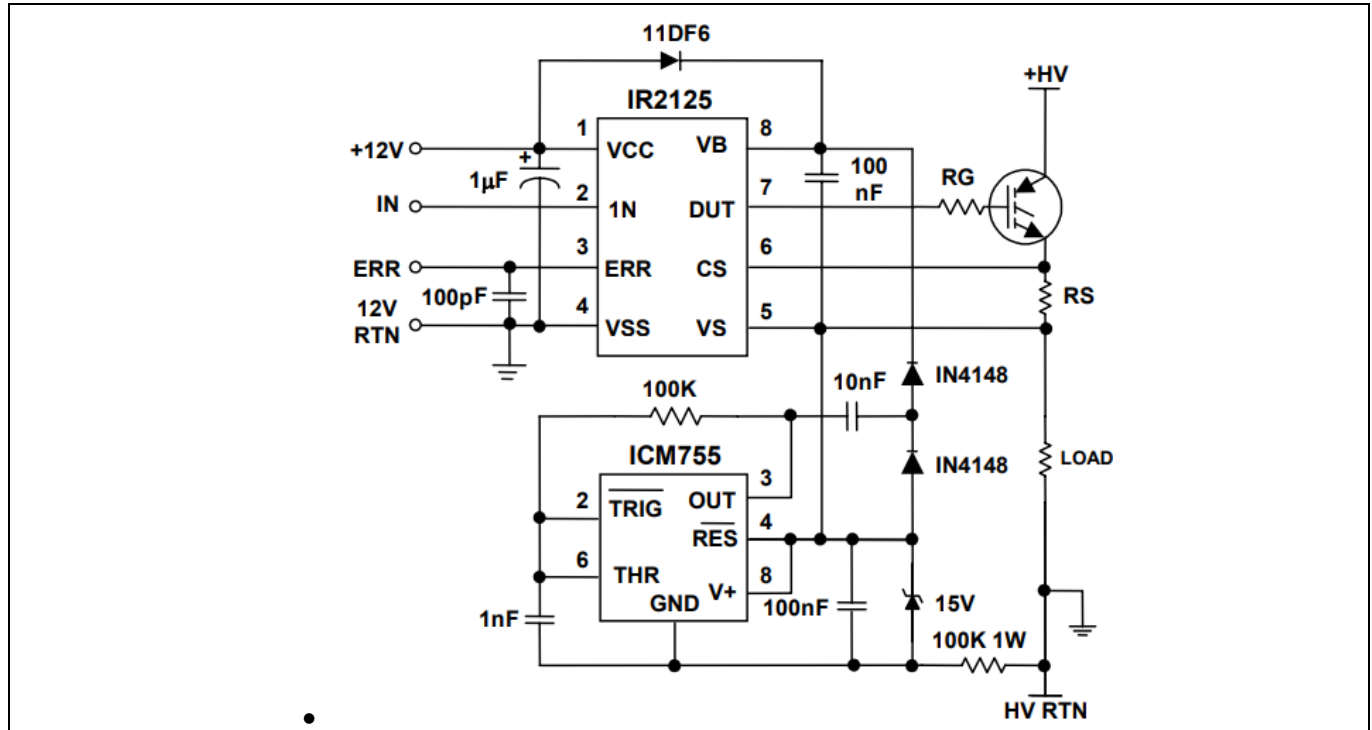 11DF6
+HV
IR2125
1
8
+12V
VCC
VB
+
1µF
100
nF
RG
IN
2
1N
DUT
7
ERR
3
ERR
CS
6
100pF
RS
12V
RTN
4
VSS
VS
5
100K
10nF
IN4148
ICM755
IN4148
LOAD
2
TRIG
OUT
3
RES
4
6
THR
V+
8
GND
1nF
100nF
15V
100K 1W
HV RTN